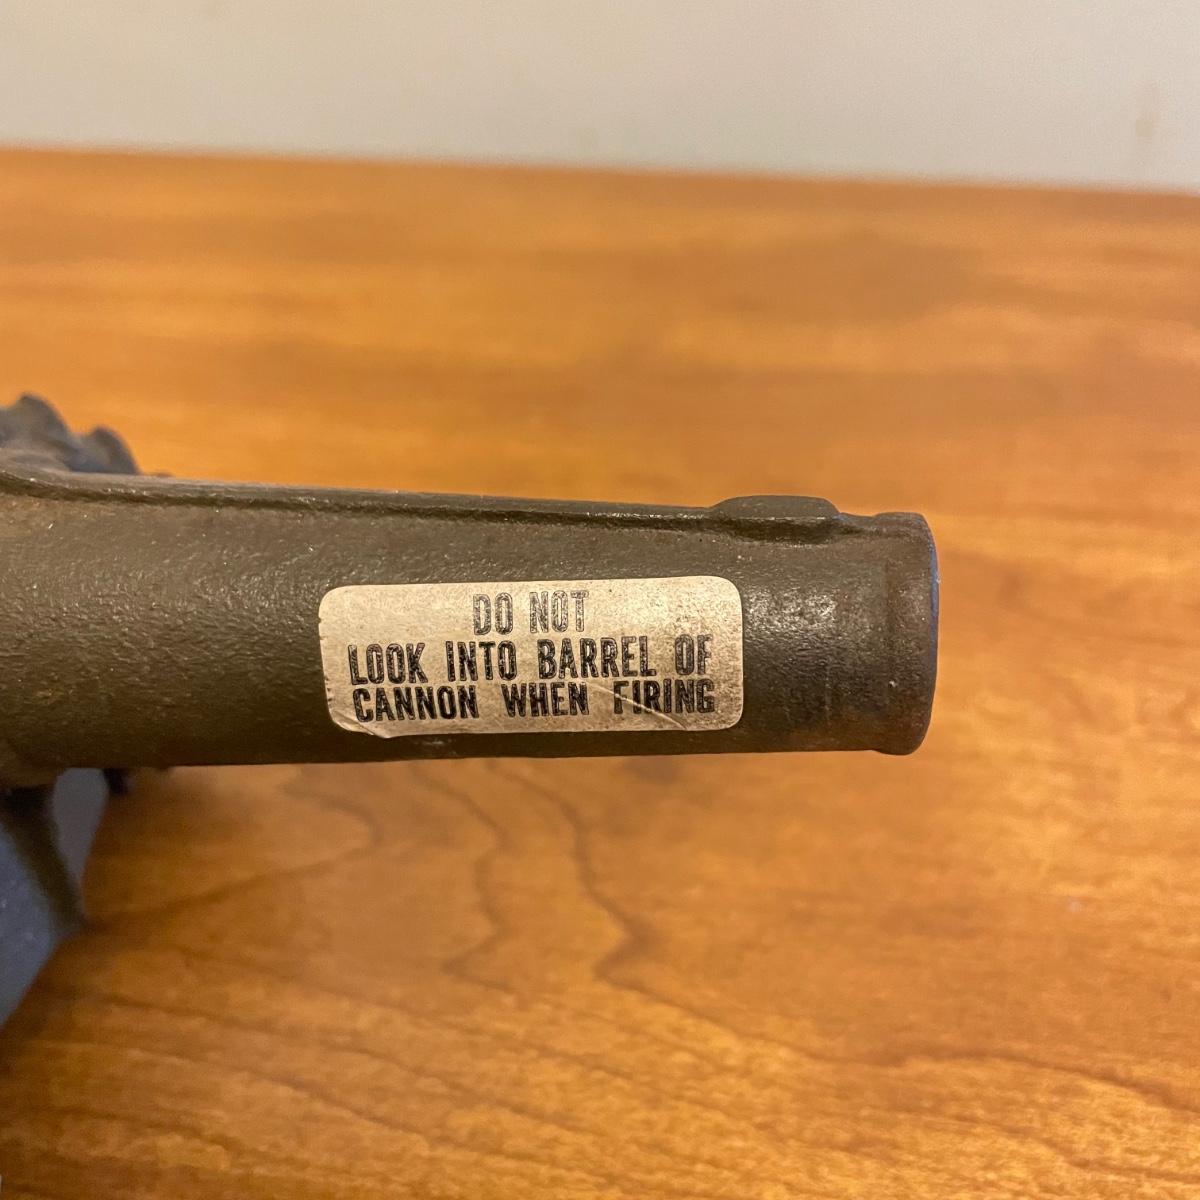 DO NOT
LOOK INTO BARREL OF
CANNON WHEN FIRING